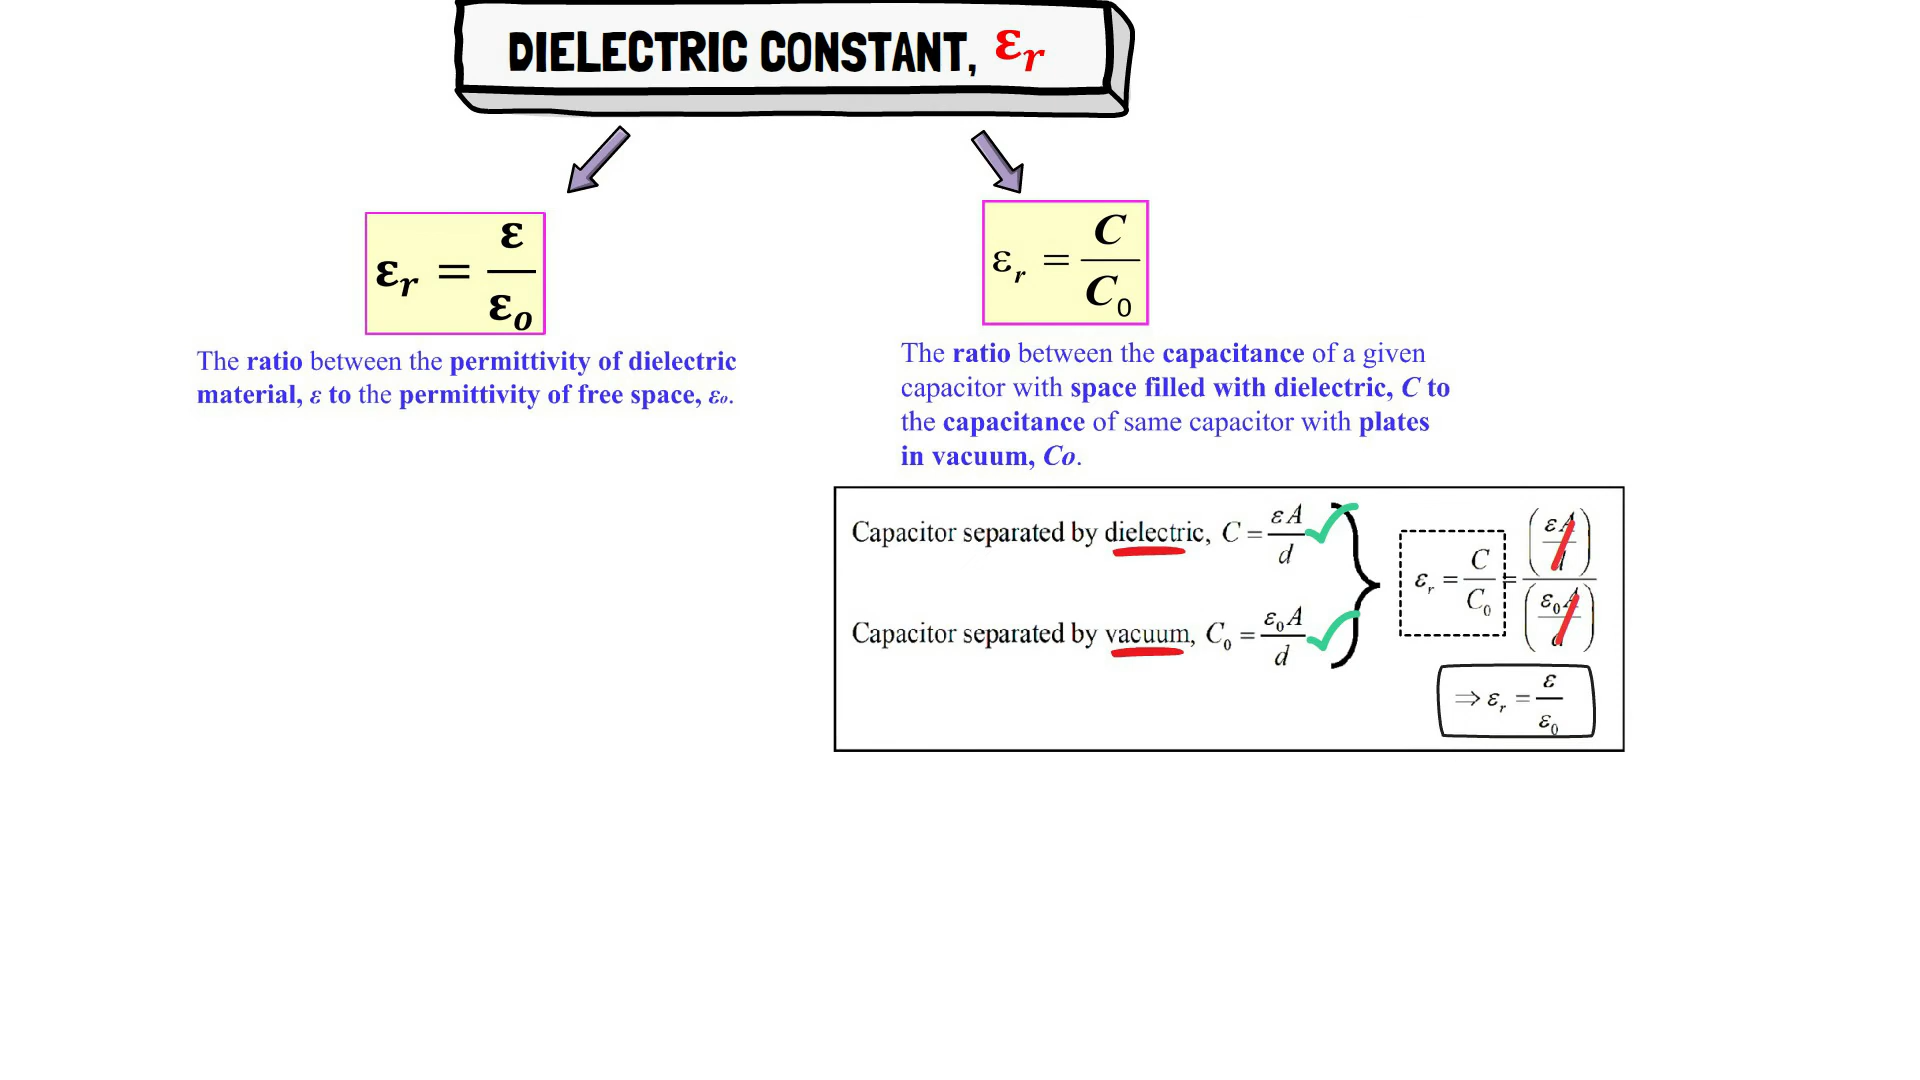 DIELECTRIC CONSTANT, εr
εr = ε / εo
The ratio between the permittivity of dielectric
material, ε to the permittivity of free space, εo.
εr = C / C0
The ratio between the capacitance of a given
capacitor with space filled with dielectric, C to
the capacitance of same capacitor with plates
in vacuum, Co.
Capacitor separated by dielectric, C = εA / d
Capacitor separated by vacuum, C0 = ε0A / d
εr = C / C0 = (εA / d) / (ε0A / d)
⇒ εr = ε / ε0